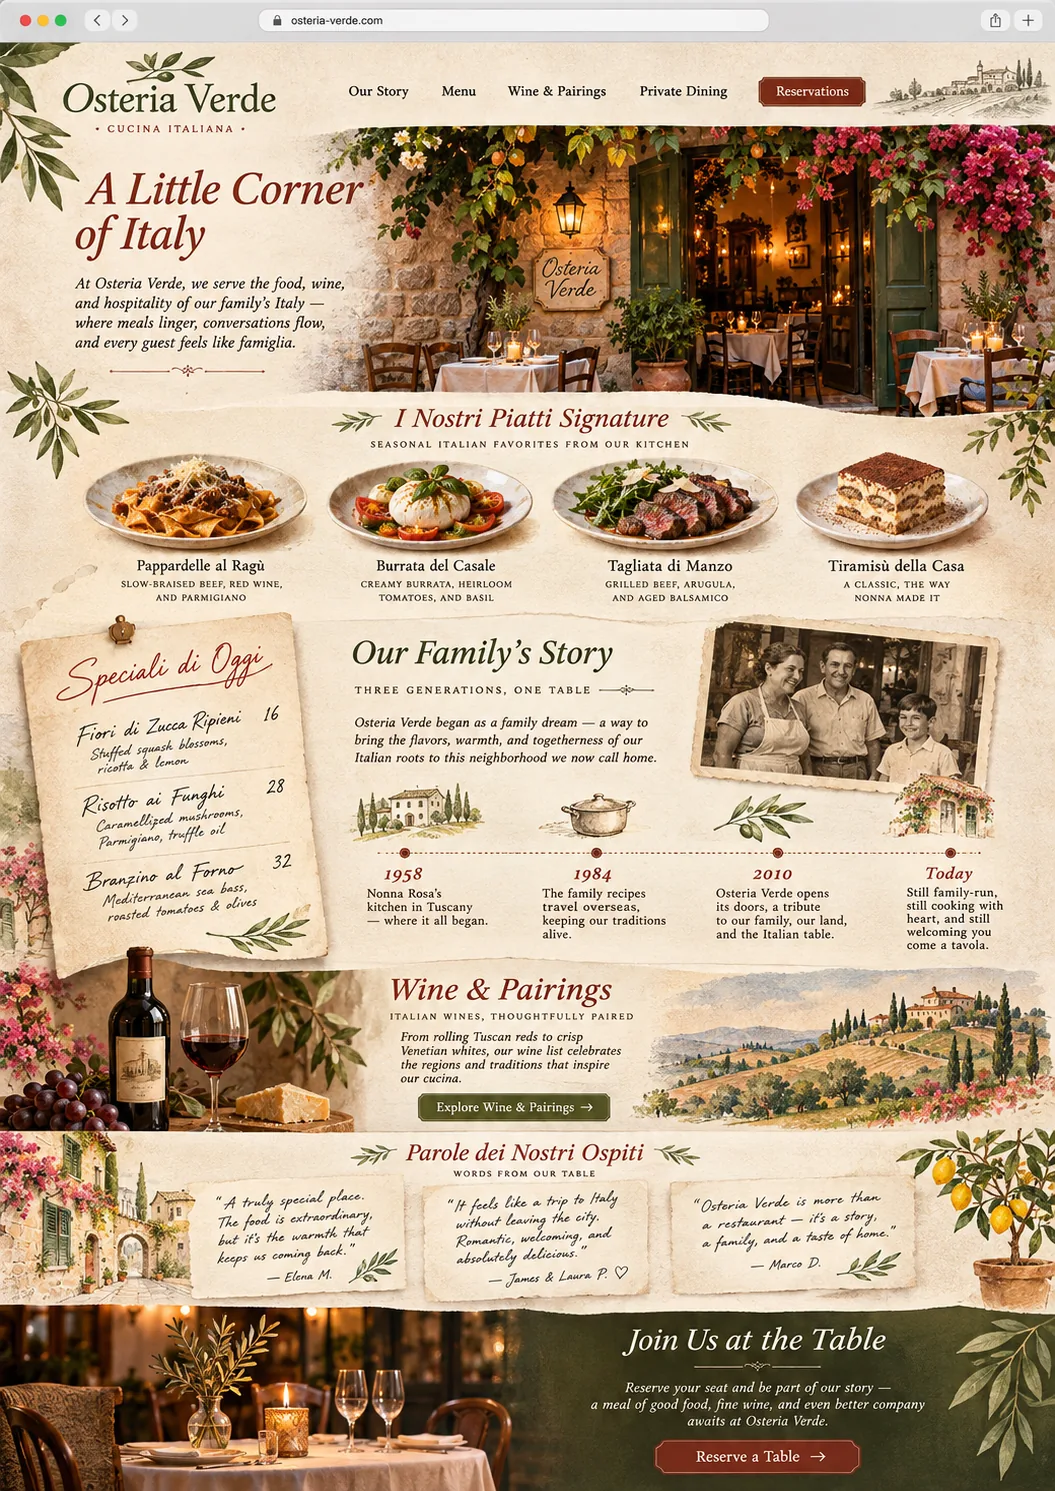 osteria-verde.com
Osteria Verde
• CUCINA ITALIANA •
Our Story
Menu
Wine & Pairings
Private Dining
Reservations
A Little Corner
of Italy
At Osteria Verde, we serve the food, wine,
and hospitality of our family's Italy —
where meals linger, conversations flow,
and every guest feels like famiglia.
Osteria
Verde
I Nostri Piatti Signature
SEASONAL ITALIAN FAVORITES FROM OUR KITCHEN
Pappardelle al Ragù
SLOW-BRAISED BEEF, RED WINE,
AND PARMIGIANO
Burrata del Casale
CREAMY BURRATA, HEIRLOOM
TOMATOES, AND BASIL
Tagliata di Manzo
GRILLED BEEF, ARUGULA,
AND AGED BALSAMICO
Tiramisù della Casa
A CLASSIC, THE WAY
NONNA MADE IT
Speciali di Oggi
Fiori di Zucca Ripieni 16
Stuffed squash blossoms,
ricotta & lemon
Risotto ai Funghi 28
Caramellized mushrooms,
Parmigiano, truffle oil
Branzino al Forno 32
Mediterranean sea bass,
roasted tomatoes & olives
Our Family's Story
THREE GENERATIONS, ONE TABLE
Osteria Verde began as a family dream — a way to
bring the flavors, warmth, and togetherness of our
Italian roots to this neighborhood we now call home.
1958
Nonna Rosa's
kitchen in Tuscany
— where it all began.
1984
The family recipes
travel overseas,
keeping our traditions
alive.
2010
Osteria Verde opens
its doors, a tribute
to our family, our land,
and the Italian table.
Today
Still family-run,
still cooking with
heart, and still
welcoming you
come a tavola.
Wine & Pairings
ITALIAN WINES, THOUGHTFULLY PAIRED
From rolling Tuscan reds to crisp
Venetian whites, our wine list celebrates
the regions and traditions that inspire
our cucina.
Explore Wine & Pairings →
Parole dei Nostri Ospiti
WORDS FROM OUR TABLE
"A truly special place.
The food is extraordinary,
but it's the warmth that
keeps us coming back."
— Elena M.
"It feels like a trip to Italy
without leaving the city.
Romantic, welcoming, and
absolutely delicious."
— James & Laura P. ♡
"Osteria Verde is more than
a restaurant — it's a story,
a family, and a taste of home."
— Marco D.
Join Us at the Table
Reserve your seat and be part of our story —
a meal of good food, fine wine, and even better company
awaits at Osteria Verde.
Reserve a Table →